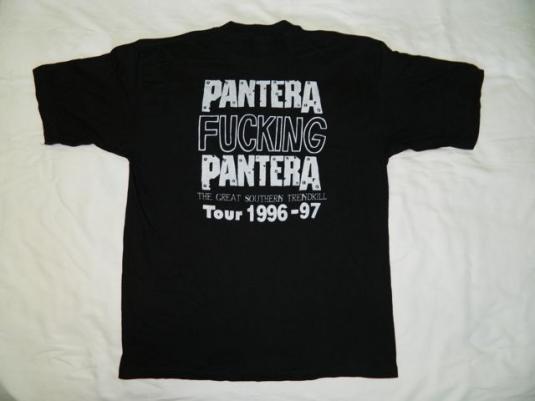 PANTERA
FUCKING
PANTERA
THE GREAT SOUTHERN TRENDKILL
Tour 1996-97